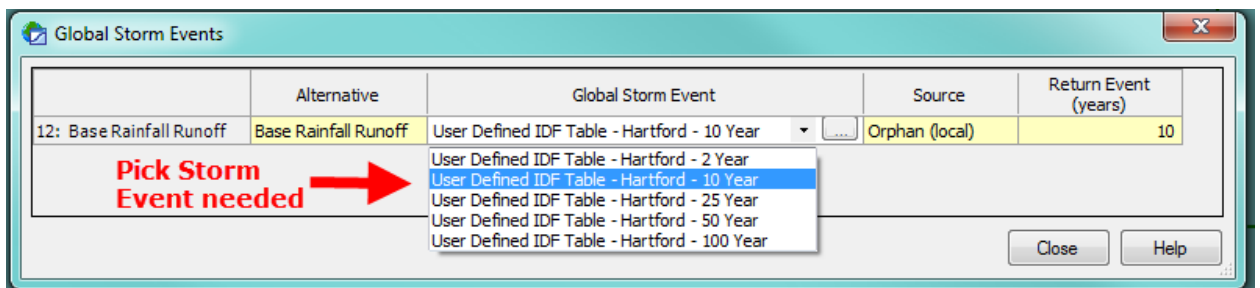 Global Storm Events
Alternative
Global Storm Event
Source
Return Event
(years)
12: Base Rainfall Runoff
Base Rainfall Runoff
User Defined IDF Table - Hartford - 10 Year
...
Orphan (local)
10
User Defined IDF Table - Hartford - 2 Year
User Defined IDF Table - Hartford - 10 Year
User Defined IDF Table - Hartford - 25 Year
User Defined IDF Table - Hartford - 50 Year
User Defined IDF Table - Hartford - 100 Year
Pick Storm
Event needed
Close
Help